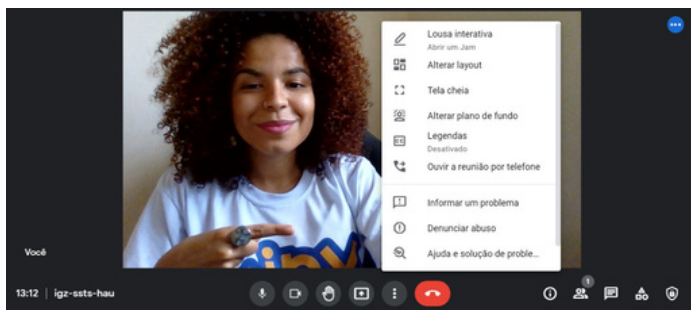 Lousa interativa
Abrir um Jam
Alterar layout
Tela cheia
Alterar plano de fundo
Legendas
Desativado
Ouvir a reunião por telefone
Informar um problema
Denunciar abuso
Ajuda e solução de proble...
Você
1
13:12 | igz-ssts-hau